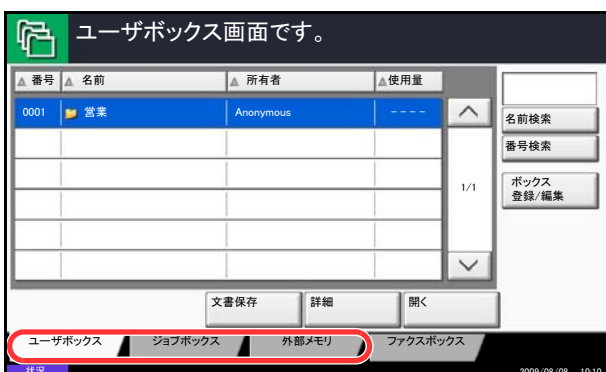 ユーザボックス画面です。
番号 名前 所有者 使用量
0001 営業 Anonymous ----
名前検索
番号検索
1/1
ボックス
登録/編集
文書保存 詳細 開く
ユーザボックス ジョブボックス 外部メモリ ファクスボックス
状況 2009/08/08 10:10